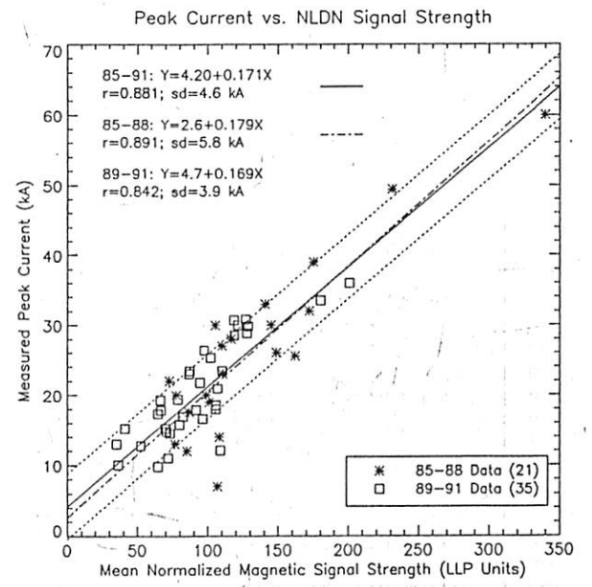 Peak Current vs. NLDN Signal Strength
70
85-91: Y=4.20+0.171X
r=0.881; sd=4.6 kA
60
85-88: Y=2.6+0.179X
r=0.891; sd=5.8 kA
50
89-91: Y=4.7+0.169X
r=0.842; sd=3.9 kA
40
Measured Peak Current (kA)
30
20
10
85-88 Data (21)
89-91 Data (35)
0
0 50 100 150 200 250 300 350
Mean Normalized Magnetic Signal Strength (LLP Units)